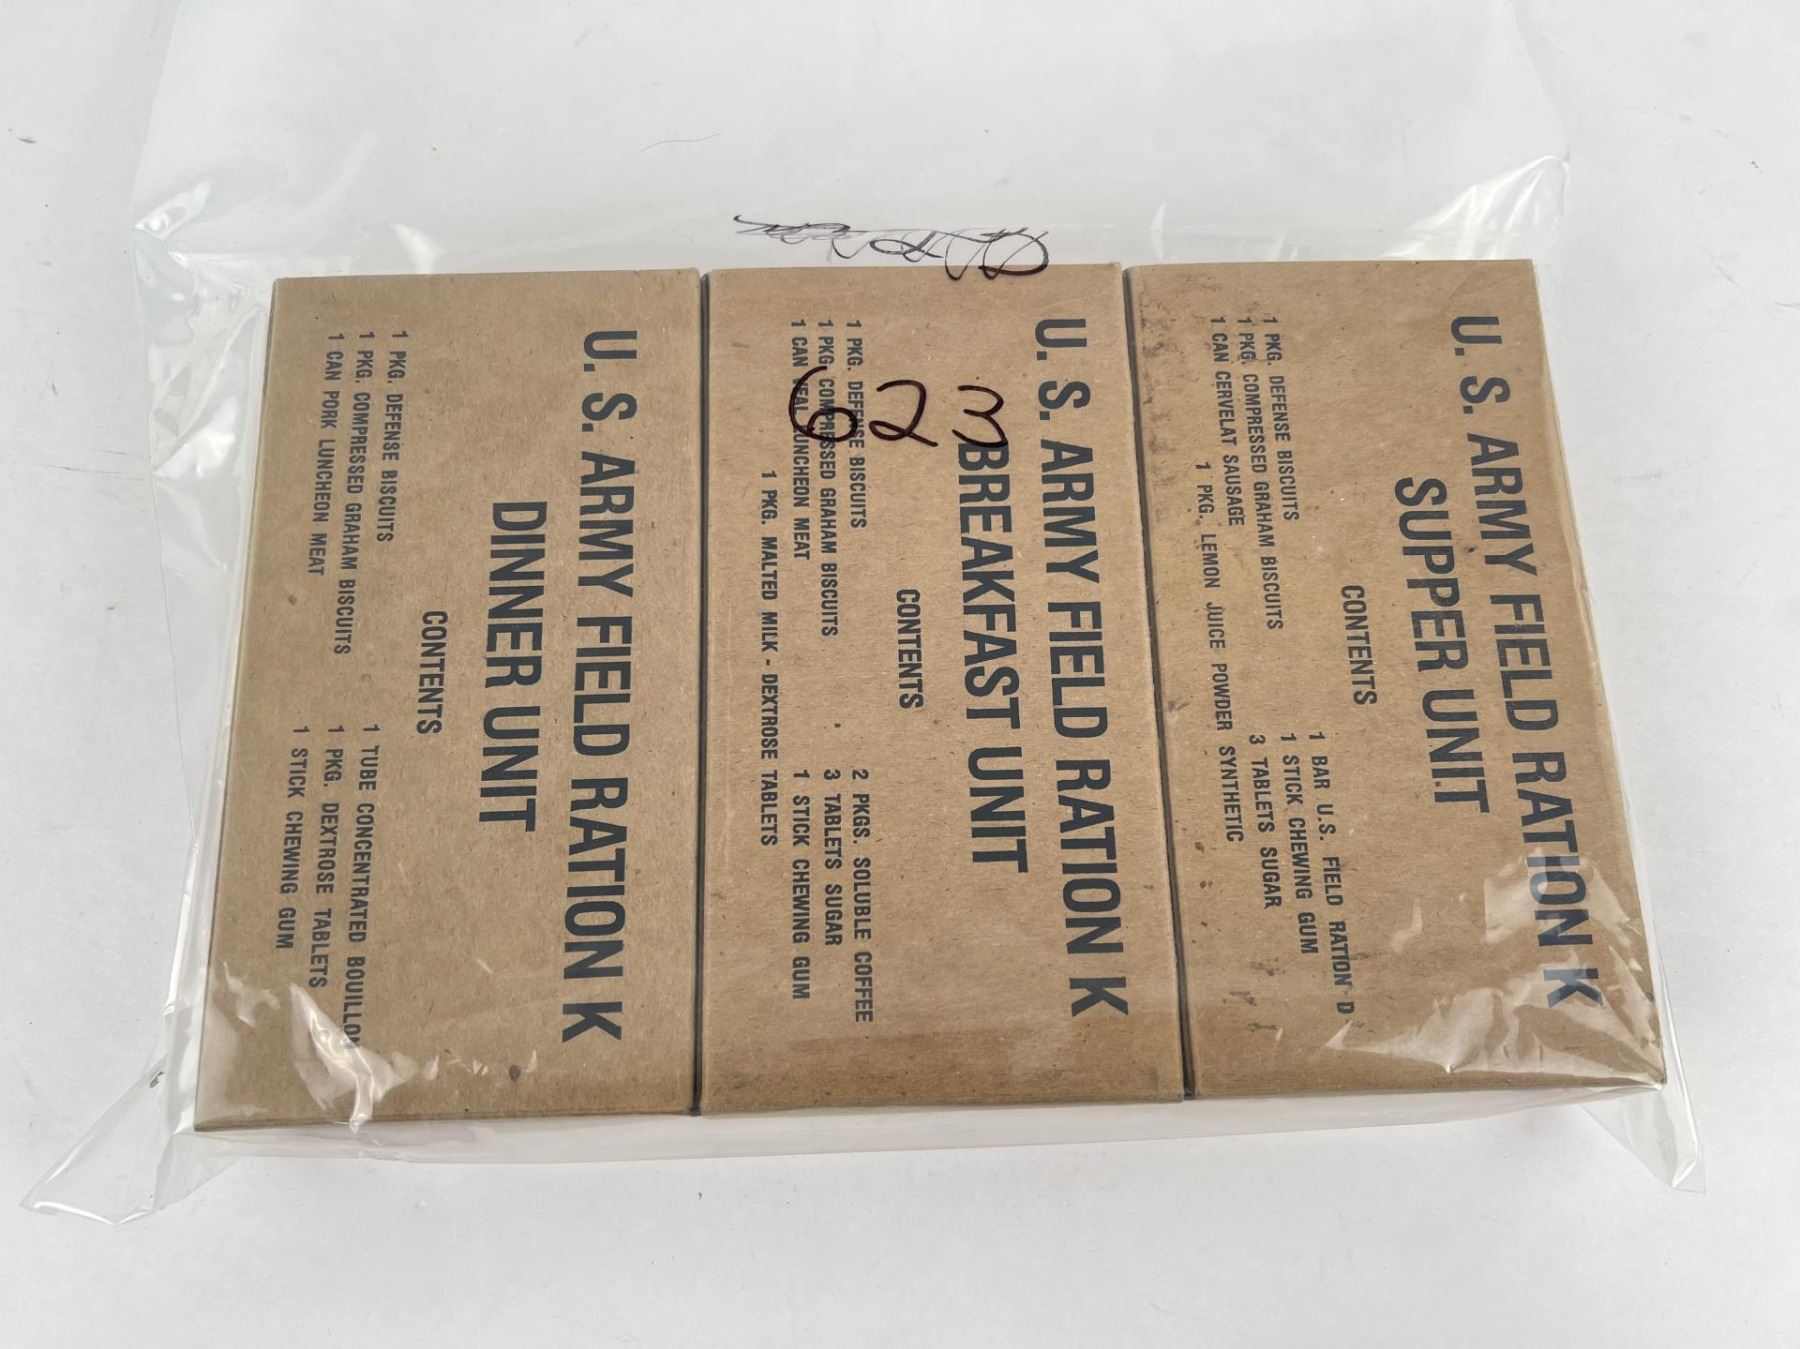 U. S. ARMY FIELD RATION K
DINNER UNIT
CONTENTS
1 PKG. DEFENSE BISCUITS
1 PKG. COMPRESSED GRAHAM BISCUITS
1 CAN PORK LUNCHEON MEAT
1 TUBE CONCENTRATED BOUILLON
1 PKG. DEXTROSE TABLETS
1 STICK CHEWING GUM
U. S. ARMY FIELD RATION K
BREAKFAST UNIT
CONTENTS
1 PKG. DEFENSE BISCUITS
1 PKG. COMPRESSED GRAHAM BISCUITS
1 CAN VEAL LUNCHEON MEAT
2 PKGS. SOLUBLE COFFEE
3 TABLETS SUGAR
1 STICK CHEWING GUM
1 PKG. MALTED MILK - DEXTROSE TABLETS
623
U. S. ARMY FIELD RATION K
SUPPER UNIT
CONTENTS
1 PKG. DEFENSE BISCUITS
1 PKG. COMPRESSED GRAHAM BISCUITS
1 CAN CERVELAT SAUSAGE
1 BAR U.S. FIELD RATION D
1 STICK CHEWING GUM
3 TABLETS SUGAR
1 PKG. LEMON JUICE POWDER SYNTHETIC